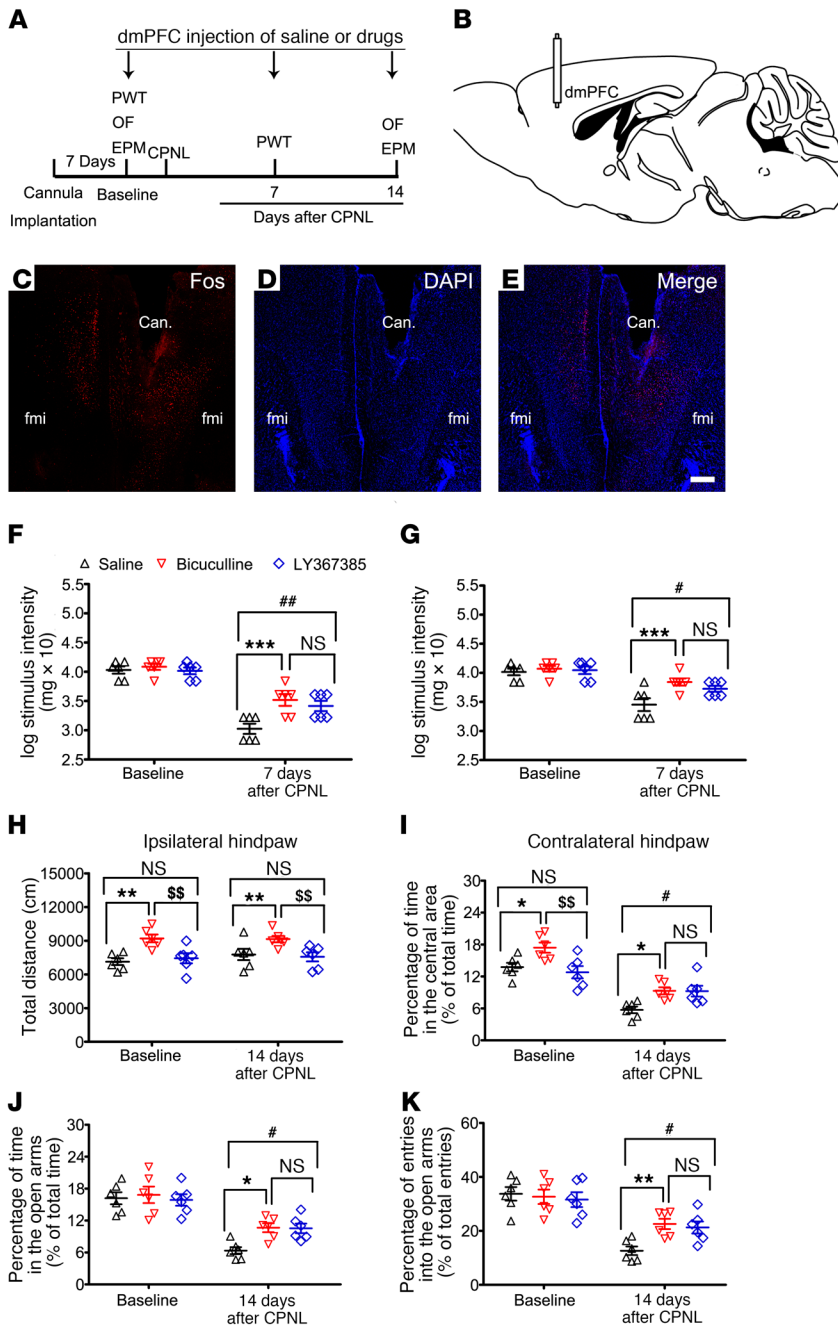 A
dmPFC injection of saline or drugs
PWT
OF
EPM
CPNL
PWT
OF
EPM
7 Days
Cannula
Implantation
Baseline
7
14
Days after CPNL
B
dmPFC
C
Fos
Can.
fmi
fmi
D
DAPI
E
Merge
Can.
fmi
fmi
F
Saline
Bicuculline
LY367385
log stimulus intensity
(mg × 10)
5.5
5.0
4.5
4.0
3.5
3.0
2.5
##
***
NS
Baseline
7 days
after CPNL
G
log stimulus intensity
(mg × 10)
5.5
5.0
4.5
4.0
3.5
3.0
2.5
#
***
NS
Baseline
7 days
after CPNL
H
Ipsilateral hindpaw
Total distance (cm)
15000
12000
9000
6000
3000
0
NS
**
$$
NS
**
$$
Baseline
14 days
after CPNL
I
Contralateral hindpaw
Percentage of time
in the central area
(% of total time)
30
24
18
12
6
0
NS
*
$$
#
*
NS
Baseline
14 days
after CPNL
J
Percentage of time
in the open arms
(% of total time)
30
24
18
12
6
0
#
*
NS
Baseline
14 days
after CPNL
K
Percentage of entries
into the open arms
(% of total entries)
60
40
20
0
#
**
NS
Baseline
14 days
after CPNL